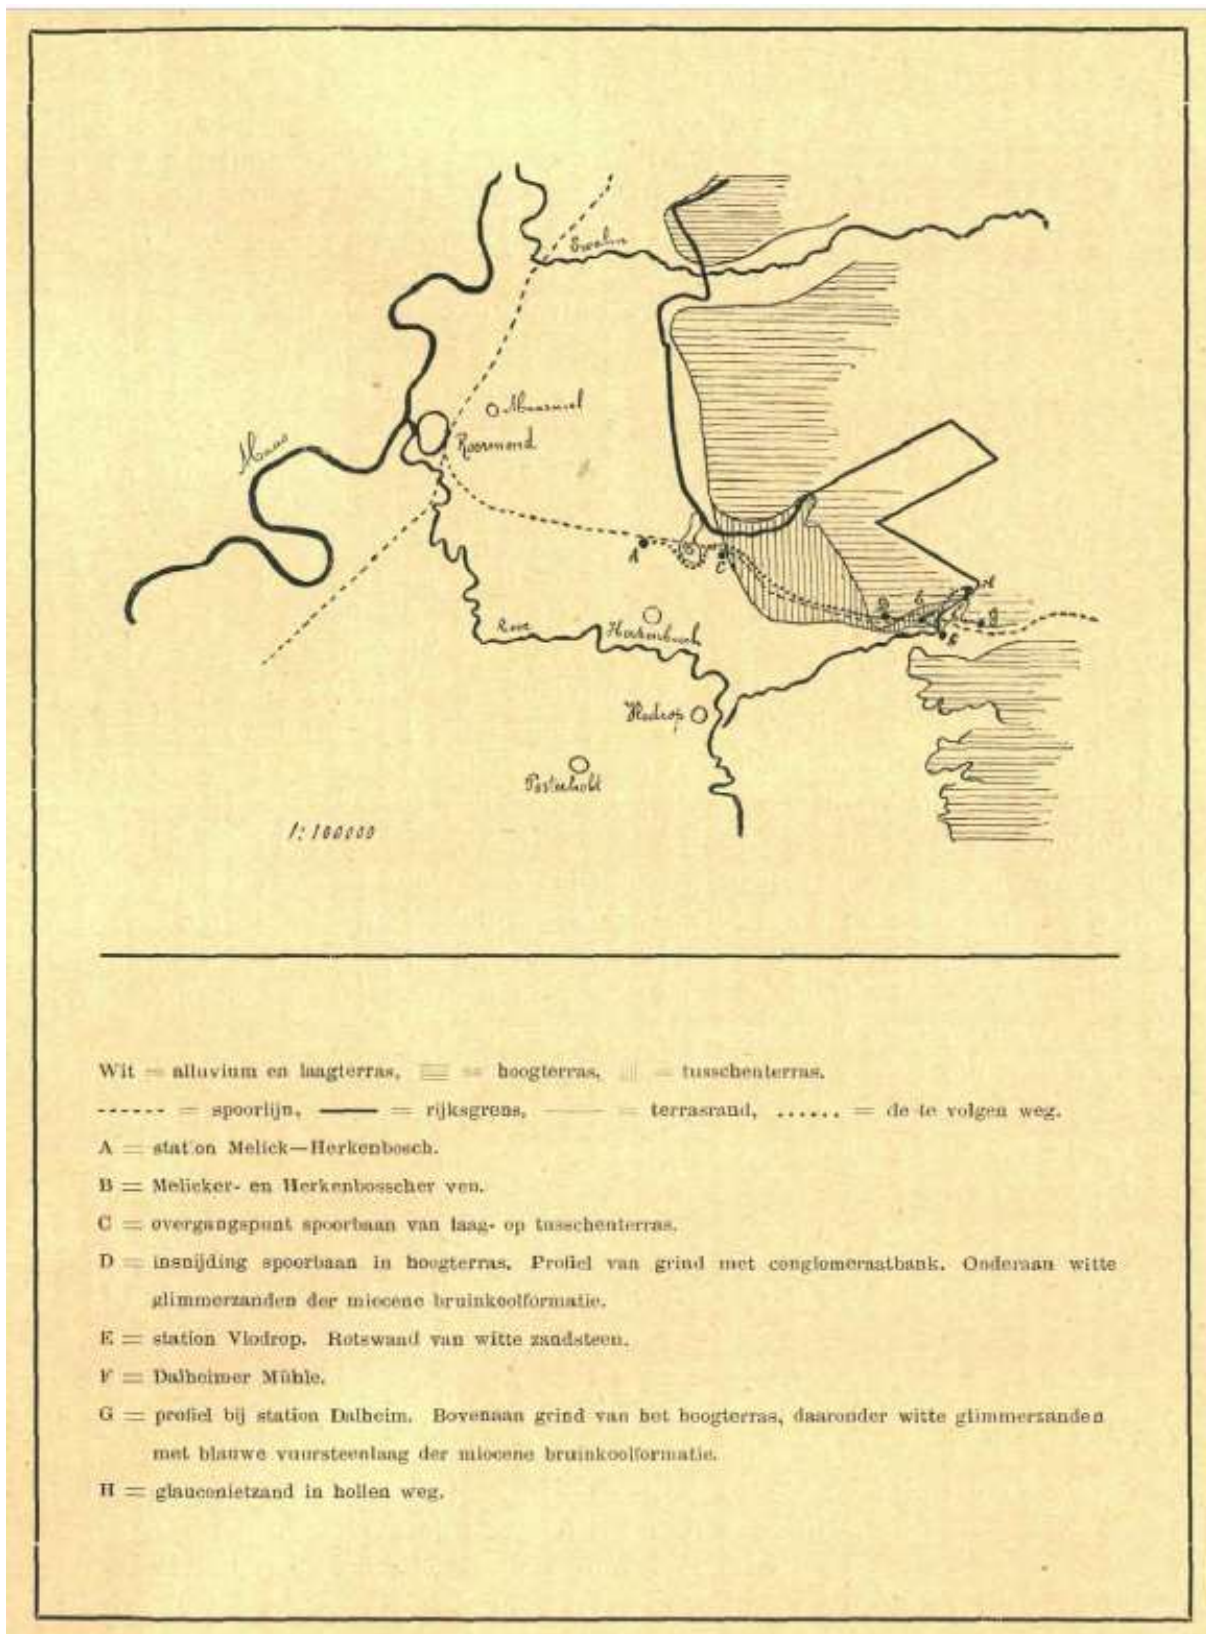 Swalm
Maasniel
Roermond
Maas
A
C
D
E
H
G
F
Roer
Herkenbosch
Vlodrop
Posterholt
1:100000
Wit = alluvium en laagterras, = hoogterras, = tusschenterras.
------ = spoorlijn, —— = rijksgrens, —— = terrasrand, ...... = de te volgen weg.
A = station Melick—Herkenbosch.
B = Melicker- en Herkenbosscher ven.
C = overgangspunt spoorbaan van laag- op tusschenterras.
D = insnijding spoorbaan in hoogterras. Profiel van grind met conglomeraatbank. Onderaan witte
glimmerzanden der miocene bruinkoolformatie.
E = station Vlodrop. Rotswand van witte zandsteen.
F = Dalheimer Mühle.
G = profiel bij station Dalheim. Bovenaan grind van het hoogterras, daaronder witte glimmerzanden
met blauwe vuursteenlaag der miocene bruinkoolformatie.
H = glauconietzand in hollen weg.